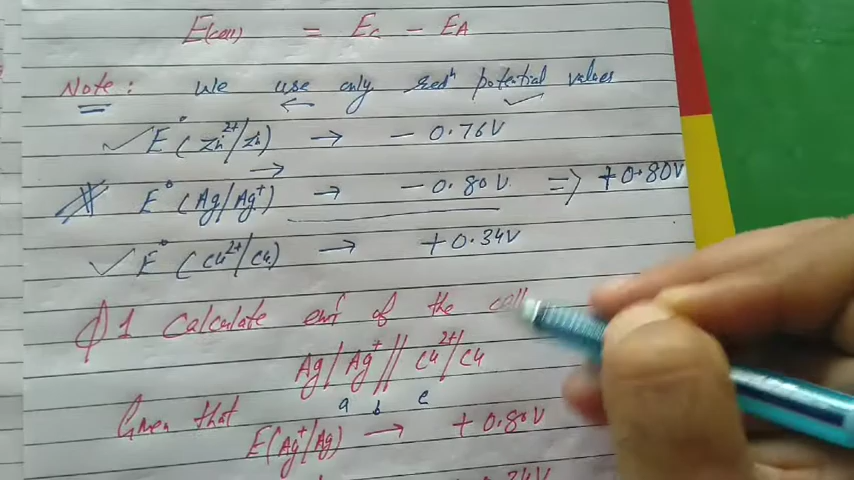 E(cell) = Ec - EA
Note: We use only redn potential values
E°(Zn2+/Zn) → - 0.76V
E°(Ag/Ag+) → - 0.80V ⇒ +0.80V
E°(Cu2+/Cu) → + 0.34V
Q1 Calculate emf of the cell
Ag/Ag+//Cu2+/Cu
a b c
Given that
E(Ag+/Ag) → + 0.80V